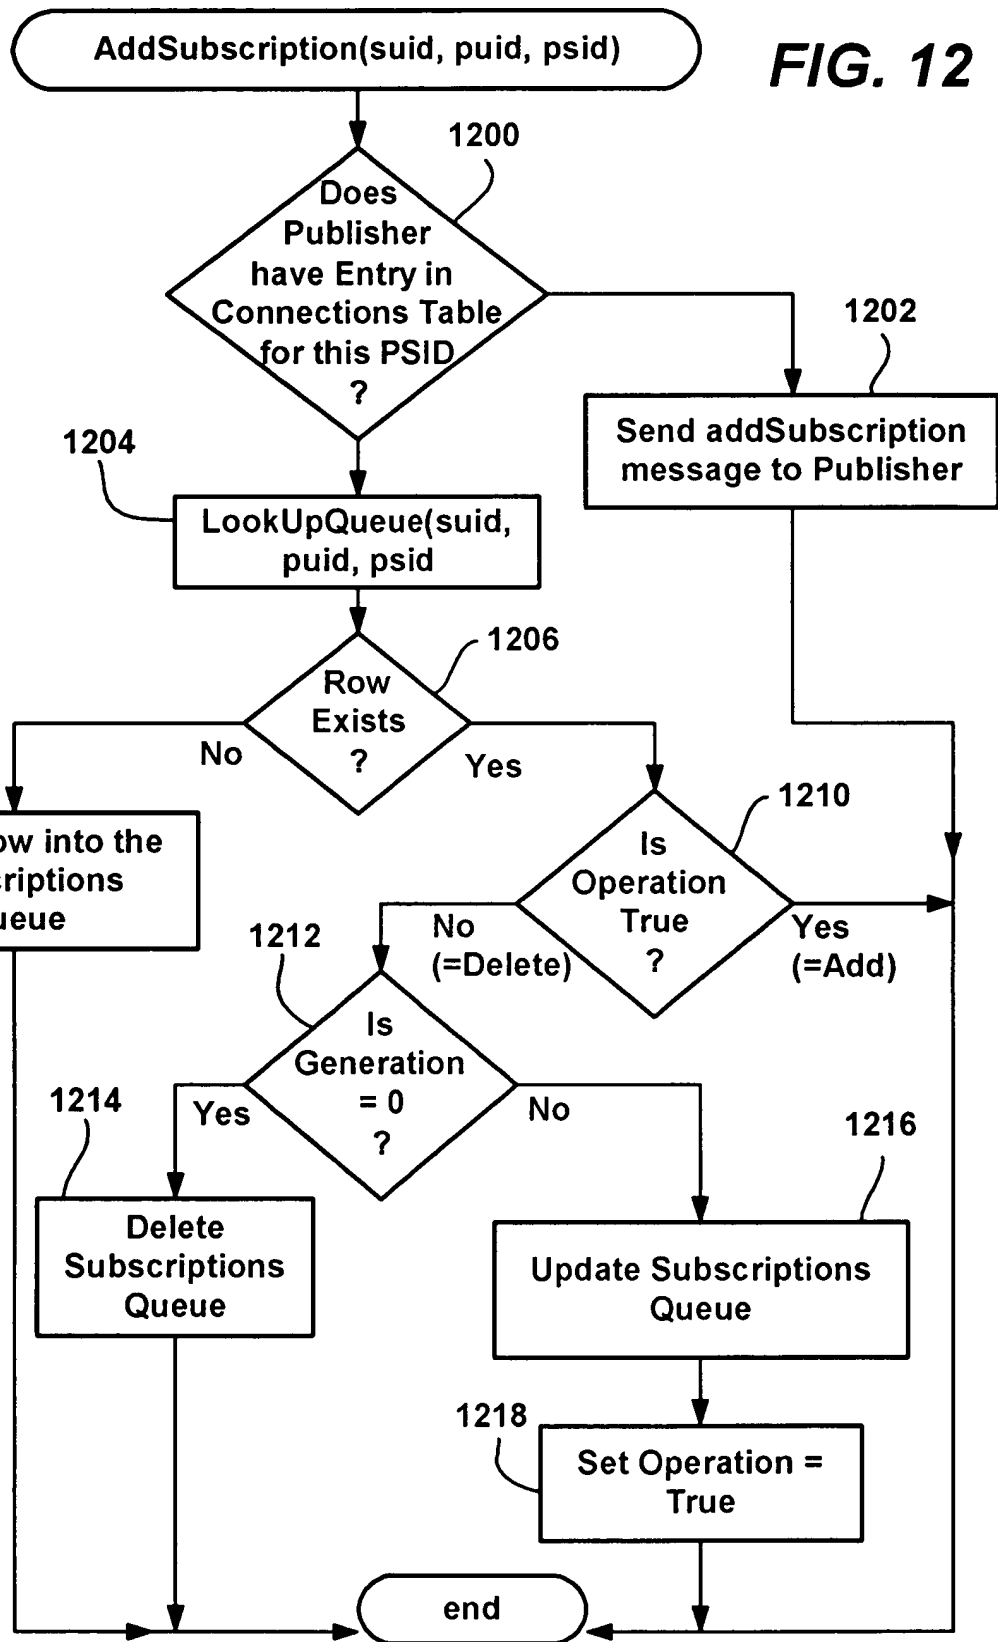 AddSubscription(suid, puid, psid)
FIG. 12
1200
Does
Publisher
have Entry in
Connections Table
for this PSID
?
1202
Send addSubscription
message to Publisher
1204
LookUpQueue(suid,
puid, psid
1206
Row
Exists
?
No
Yes
1210
Is
Operation
True
?
No
(=Delete)
Yes
(=Add)
into the
1212
Is
Generation
= 0
?
Yes
No
1214
Delete
Subscriptions
Queue
1216
Update Subscriptions
Queue
1218
Set Operation =
True
end